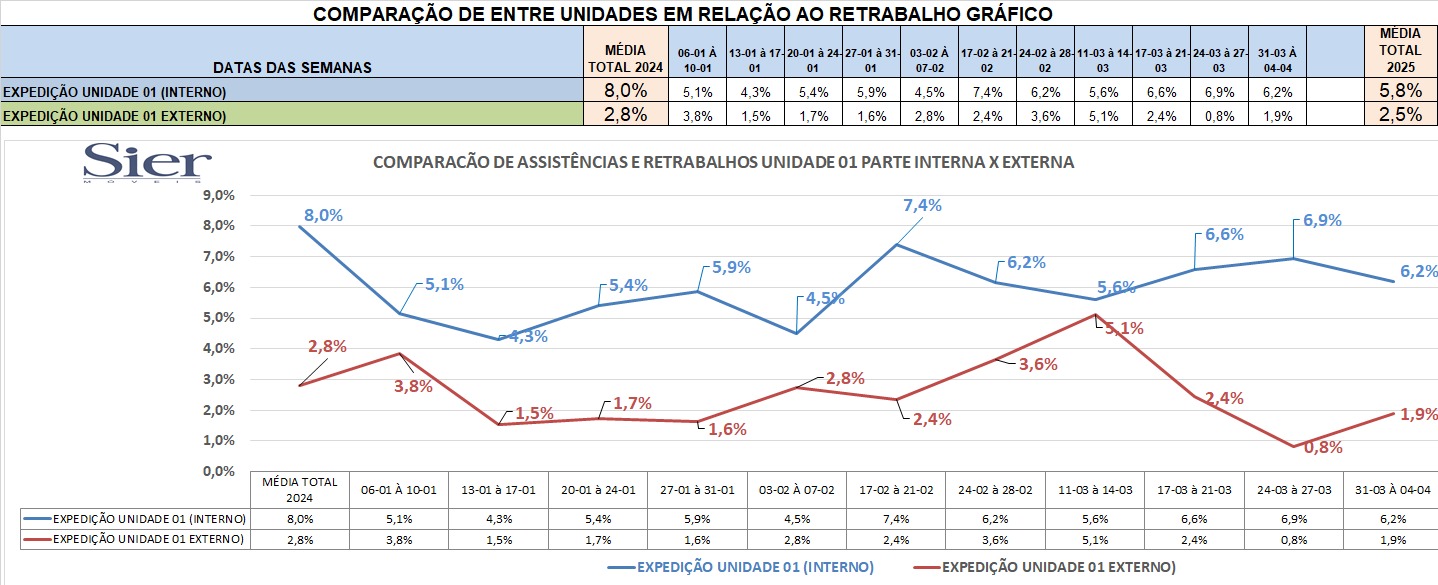 COMPARAÇÃO DE ENTRE UNIDADES EM RELAÇÃO AO RETRABALHO GRÁFICO
DATAS DAS SEMANAS MÉDIA TOTAL 2024 06-01 À 10-01 13-01 à 17-01 20-01 à 24-01 27-01 à 31-01 03-02 À 07-02 17-02 à 21-02 24-02 à 28-02 11-03 à 14-03 17-03 à 21-03 24-03 à 27-03 31-03 À 04-04 MÉDIA TOTAL 2025
EXPEDIÇÃO UNIDADE 01 (INTERNO) 8,0% 5,1% 4,3% 5,4% 5,9% 4,5% 7,4% 6,2% 5,6% 6,6% 6,9% 6,2% 5,8%
EXPEDIÇÃO UNIDADE 01 EXTERNO) 2,8% 3,8% 1,5% 1,7% 1,6% 2,8% 2,4% 3,6% 5,1% 2,4% 0,8% 1,9% 2,5%
Sier
MÓVEIS
COMPARACÃO DE ASSISTÊNCIAS E RETRABALHOS UNIDADE 01 PARTE INTERNA X EXTERNA
9,0%
8,0%
7,0%
6,0%
5,0%
4,0%
3,0%
2,0%
1,0%
0,0%
8,0% 5,1% 4,3% 5,4% 5,9% 4,5% 7,4% 6,2% 5,6% 6,6% 6,9% 6,2%
2,8% 3,8% 1,5% 1,7% 1,6% 2,8% 2,4% 3,6% 5,1% 2,4% 0,8% 1,9%
MÉDIA TOTAL 2024 06-01 À 10-01 13-01 à 17-01 20-01 à 24-01 27-01 à 31-01 03-02 À 07-02 17-02 à 21-02 24-02 à 28-02 11-03 à 14-03 17-03 à 21-03 24-03 à 27-03 31-03 À 04-04
EXPEDIÇÃO UNIDADE 01 (INTERNO) 8,0% 5,1% 4,3% 5,4% 5,9% 4,5% 7,4% 6,2% 5,6% 6,6% 6,9% 6,2%
EXPEDIÇÃO UNIDADE 01 EXTERNO) 2,8% 3,8% 1,5% 1,7% 1,6% 2,8% 2,4% 3,6% 5,1% 2,4% 0,8% 1,9%
EXPEDIÇÃO UNIDADE 01 (INTERNO) EXPEDIÇÃO UNIDADE 01 EXTERNO)